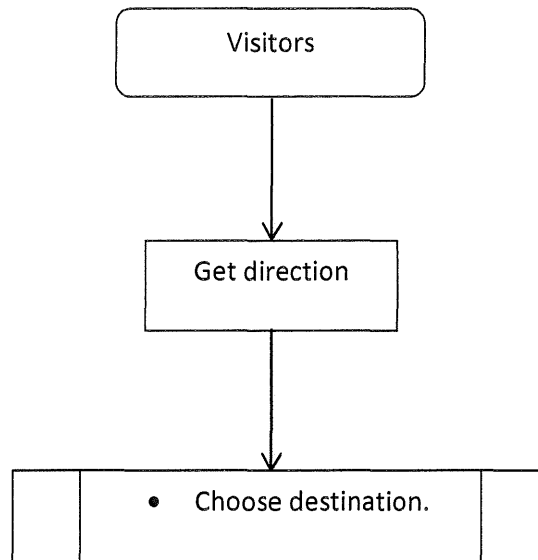 Visitors
Get direction
• Choose destination.